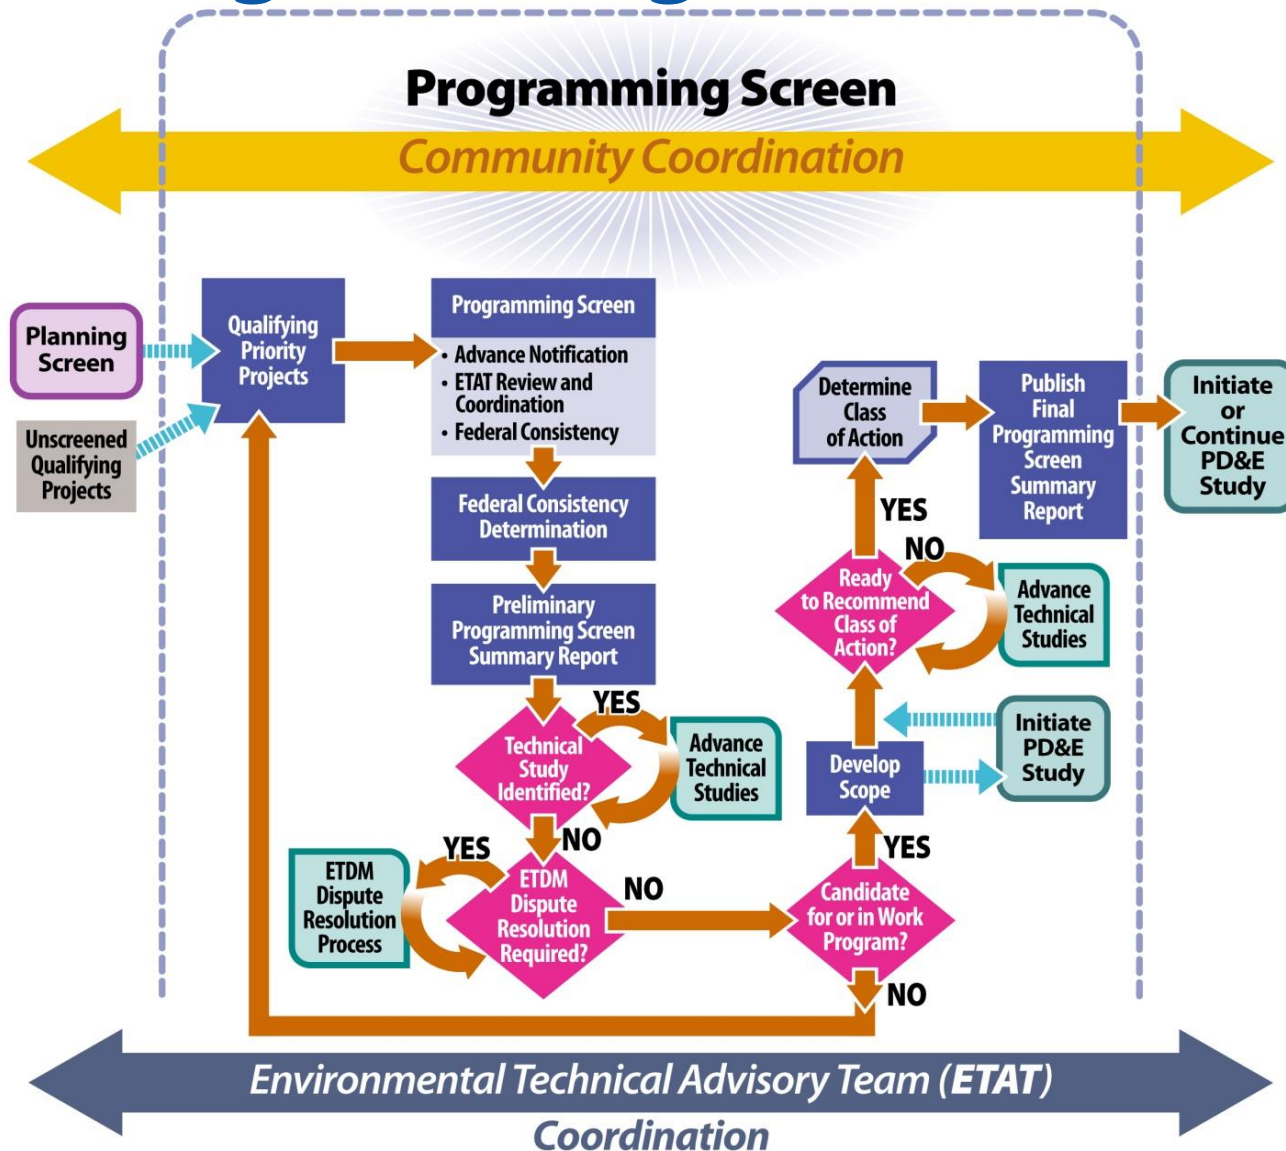 Programming Screen
Community Coordination
Planning
Screen
Unscreened
Qualifying
Projects
Qualifying
Priority
Projects
Programming Screen
• Advance Notification
• ETAT Review and
Coordination
• Federal Consistency
Federal Consistency
Determination
Preliminary
Programming Screen
Summary Report
YES
Technical
Study
Identified?
Advance
Technical
Studies
NO
YES
ETDM
Dispute
Resolution
Process
ETDM
Dispute
Resolution
Required?
NO
Candidate
for or in Work
Program?
NO
YES
Develop
Scope
Initiate
PD&E
Study
Ready
to Recommend
Class of
Action?
NO
Advance
Technical
Studies
YES
Determine
Class
of Action
Publish
Final
Programming
Screen
Summary
Report
Initiate
or
Continue
PD&E
Study
Environmental Technical Advisory Team (ETAT)
Coordination